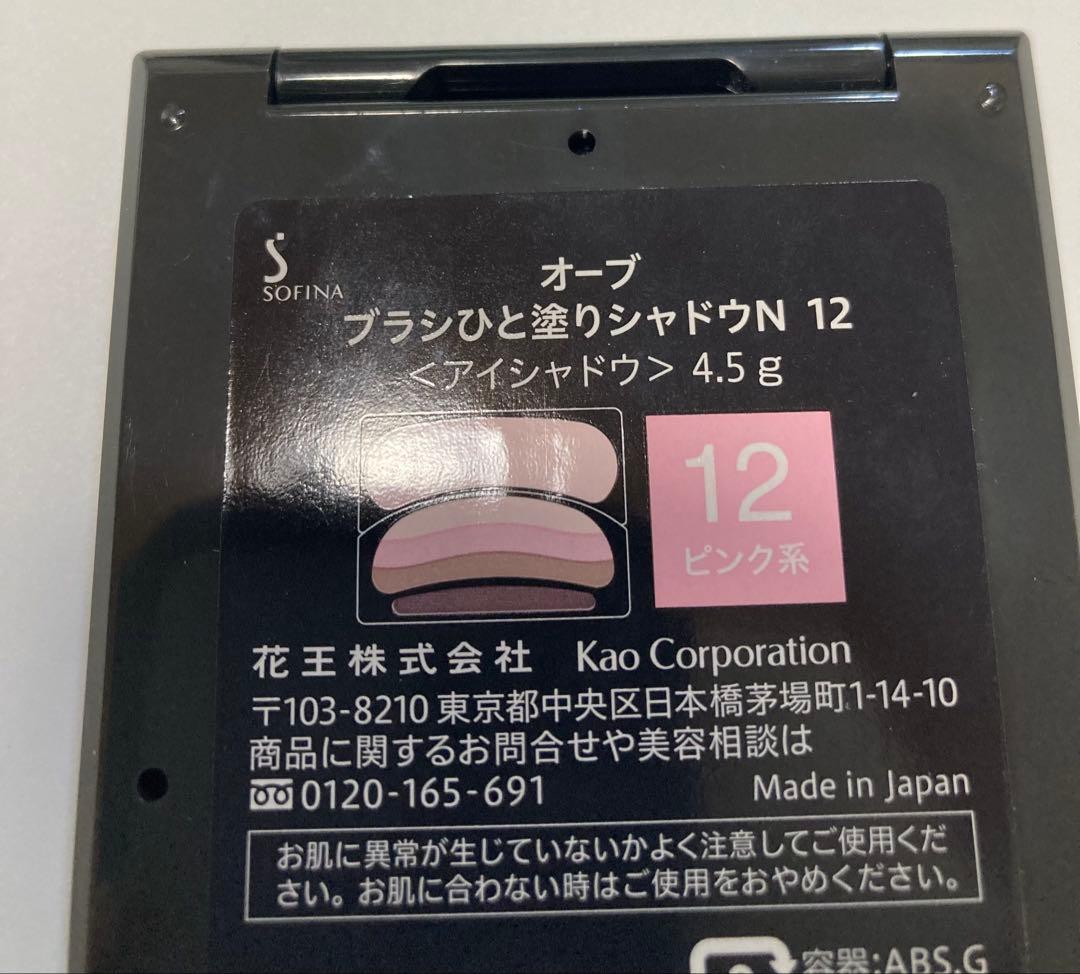 SOFINA
オーブ
ブラシひと塗りシャドウN 12
<アイシャドウ> 4.5g
12
ピンク系
花王株式会社 Kao Corporation
〒103-8210 東京都中央区日本橋茅場町1-14-10
商品に関するお問合せや美容相談は
0120-165-691 Made in Japan
お肌に異常が生じていないかよく注意してご使用くだ
さい。お肌に合わない時はご使用をおやめください。
容器:ABS.G